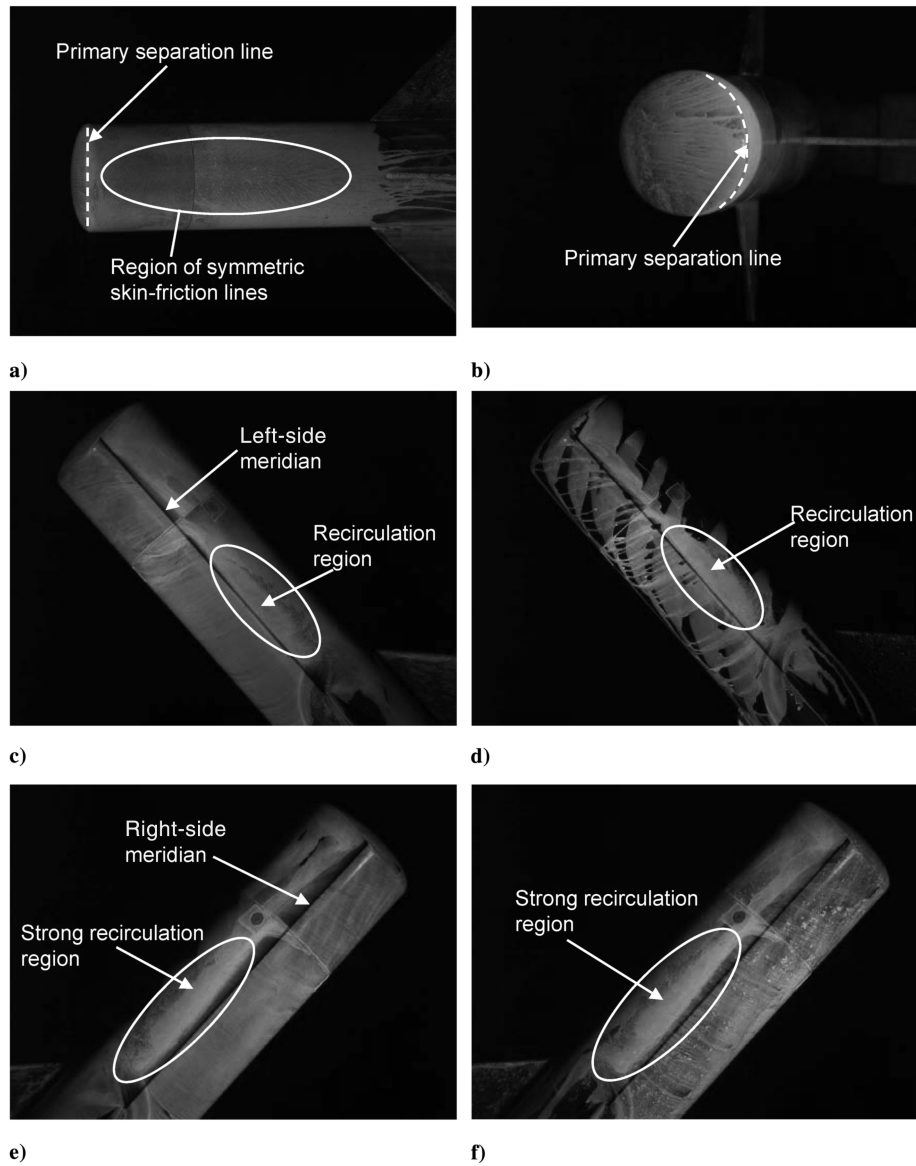 Primary separation line
Region of symmetric
skin-friction lines
a)
Primary separation line
b)
Left-side
meridian
Recirculation
region
c)
Recirculation
region
d)
Right-side
meridian
Strong recirculation
region
e)
Strong recirculation
region
f)